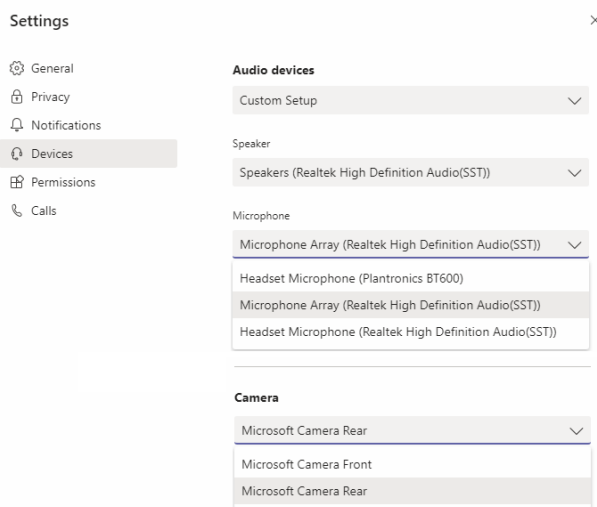 Settings
General
Privacy
Notifications
Devices
Permissions
Calls
Audio devices
Custom Setup
Speaker
Speakers (Realtek High Definition Audio(SST))
Microphone
Microphone Array (Realtek High Definition Audio(SST))
Headset Microphone (Plantronics BT600)
Microphone Array (Realtek High Definition Audio(SST))
Headset Microphone (Realtek High Definition Audio(SST))
Camera
Microsoft Camera Rear
Microsoft Camera Front
Microsoft Camera Rear